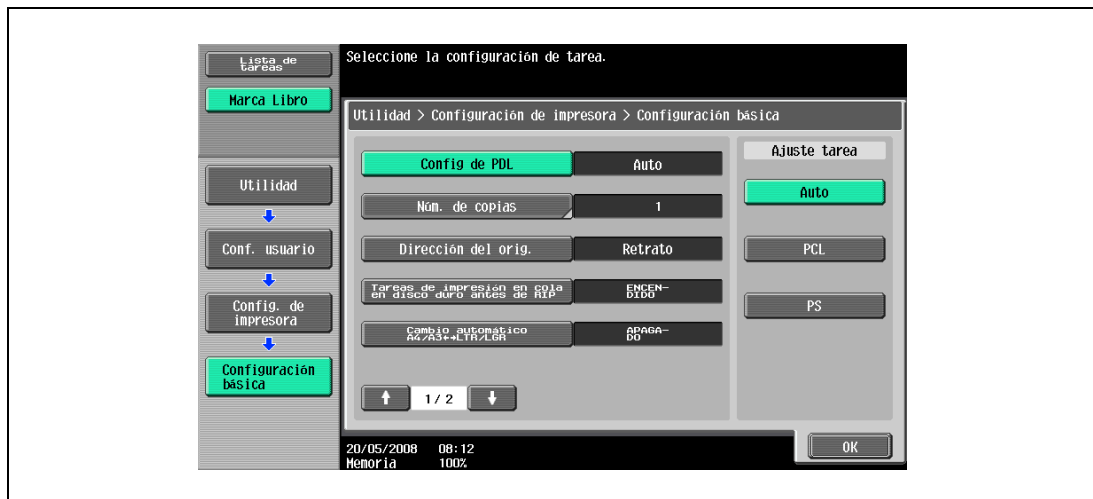 Lista de
tareas
Marca Libro
Utilidad
Conf. usuario
Config. de
impresora
Configuración
básica
Seleccione la configuración de tarea.
Utilidad > Configuración de impresora > Configuración básica
Config de PDL
Auto
Núm. de copias
1
Dirección del orig.
Retrato
Tareas de impresión en cola
en disco duro antes de RIP
ENCEN-
DIDO
Cambio automático
A4/A3↔LTR/LGR
APAGA-
DO
1/ 2
Ajuste tarea
Auto
PCL
PS
20/05/2008 08:12
Memoria 100%
OK